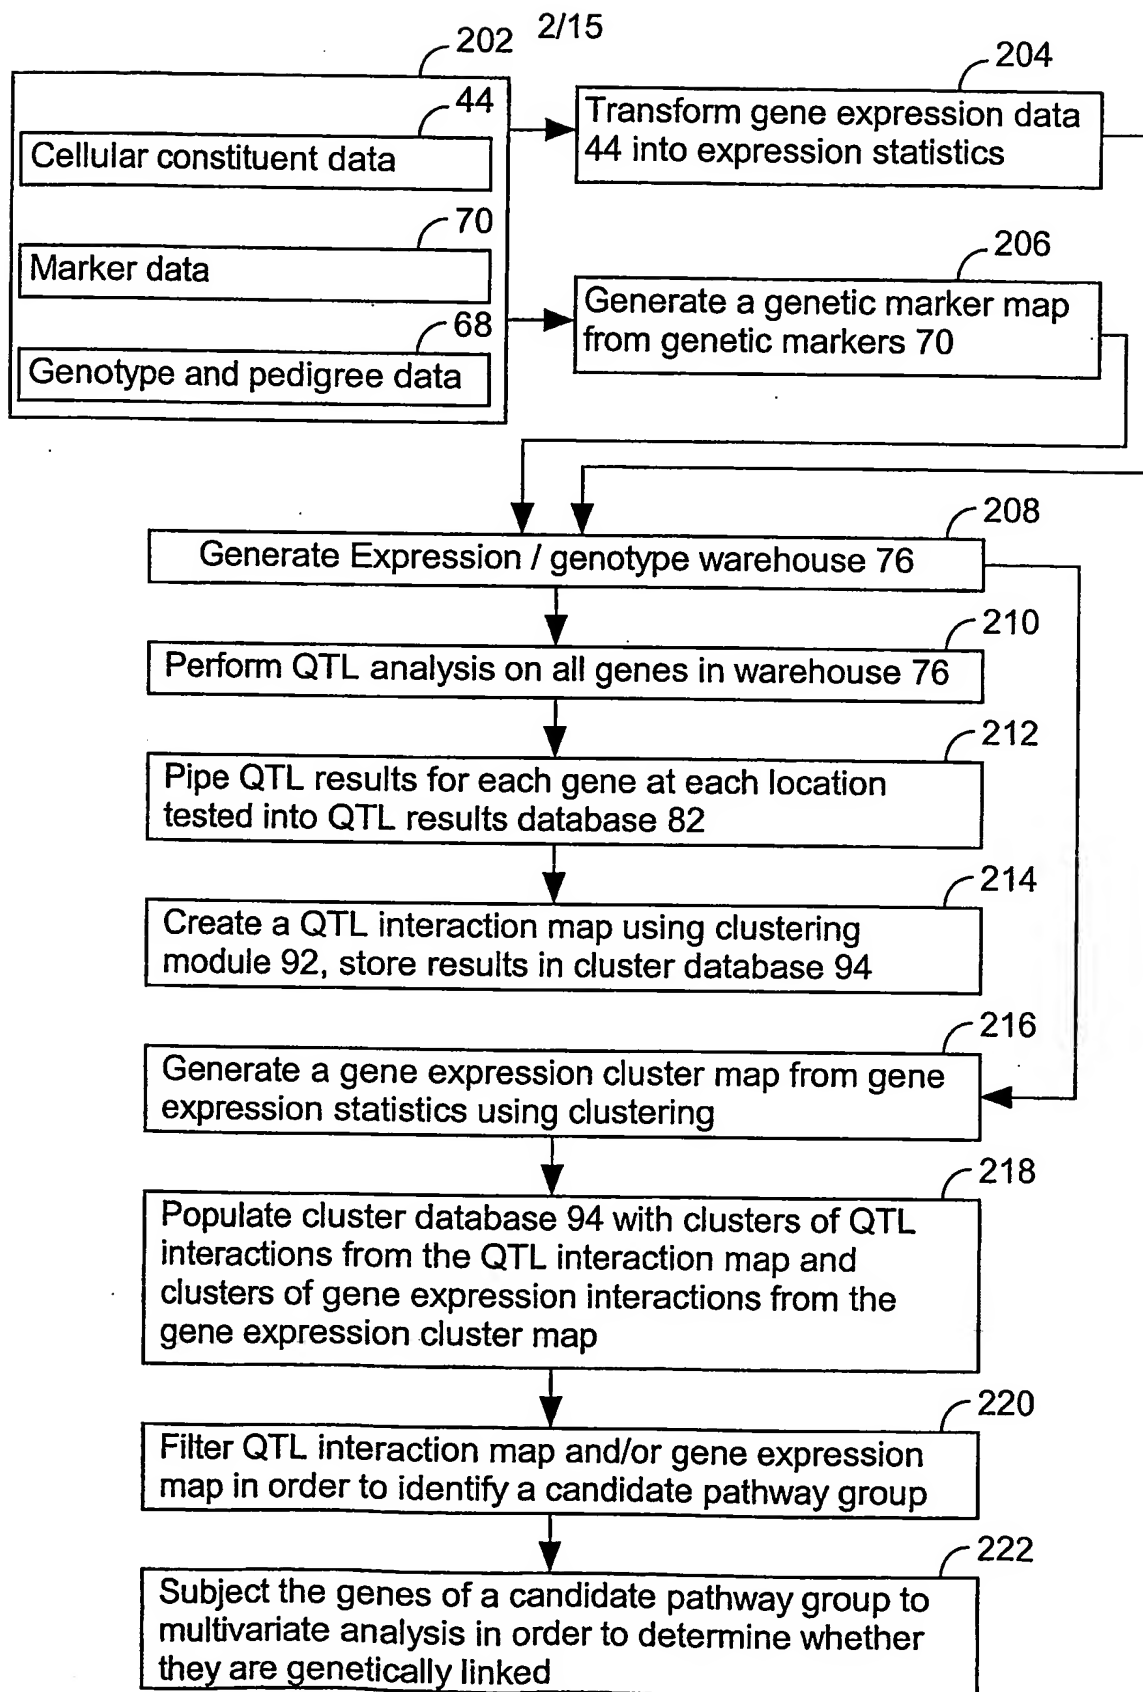 2/15
202
44
Cellular constituent data
70
Marker data
68
Genotype and pedigree data
204
Transform gene expression data
44 into expression statistics
206
Generate a genetic marker map
from genetic markers 70
208
Generate Expression / genotype warehouse 76
210
Perform QTL analysis on all genes in warehouse 76
212
Pipe QTL results for each gene at each location
tested into QTL results database 82
214
Create a QTL interaction map using clustering
module 92, store results in cluster database 94
216
Generate a gene expression cluster map from gene
expression statistics using clustering
218
Populate cluster database 94 with clusters of QTL
interactions from the QTL interaction map and
clusters of gene expression interactions from the
gene expression cluster map
220
Filter QTL interaction map and/or gene expression
map in order to identify a candidate pathway group
222
Subject the genes of a candidate pathway group to
multivariate analysis in order to determine whether
they are genetically linked